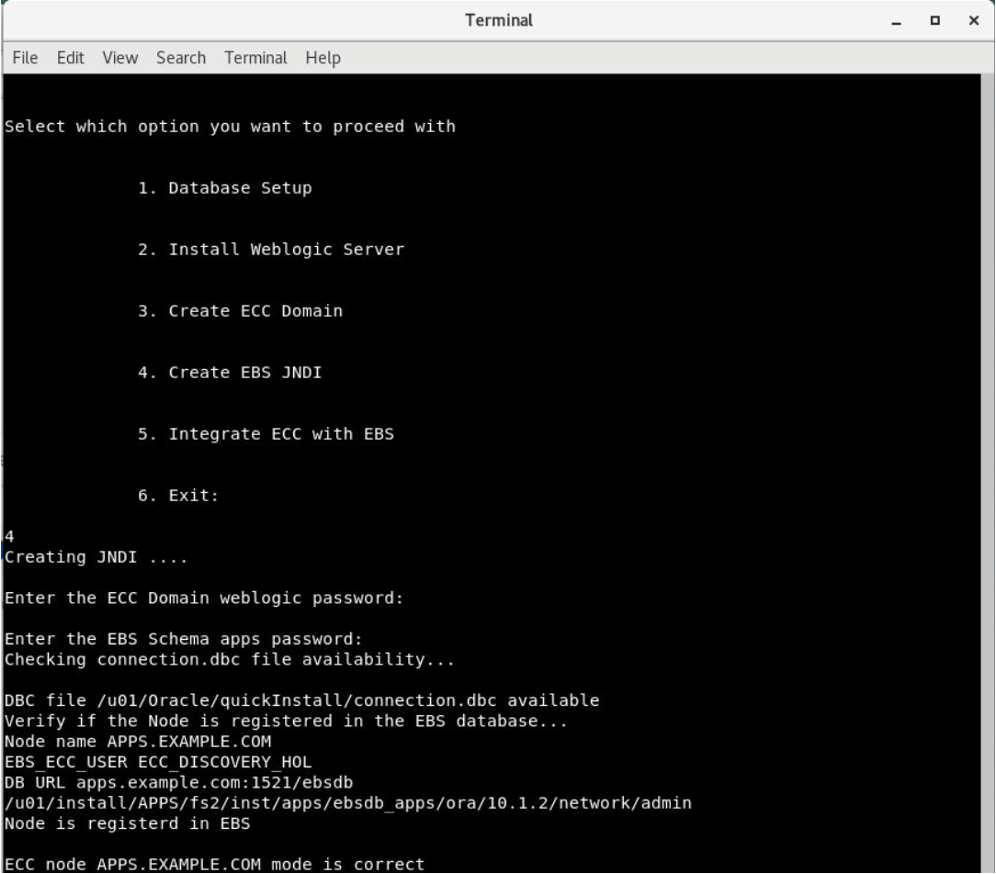 Terminal
File Edit View Search Terminal Help
Select which option you want to proceed with
1. Database Setup
2. Install Weblogic Server
3. Create ECC Domain
4. Create EBS JNDI
5. Integrate ECC with EBS
6. Exit:
4
Creating JNDI ....
Enter the ECC Domain weblogic password:
Enter the EBS Schema apps password:
Checking connection.dbc file availability...
DBC file /u01/Oracle/quickInstall/connection.dbc available
Verify if the Node is registered in the EBS database...
Node name APPS.EXAMPLE.COM
EBS_ECC_USER ECC_DISCOVERY_HOL
DB URL apps.example.com:1521/ebsdb
/u01/install/APPS/fs2/inst/apps/ebsdb_apps/ora/10.1.2/network/admin
Node is registerd in EBS
ECC node APPS.EXAMPLE.COM mode is correct